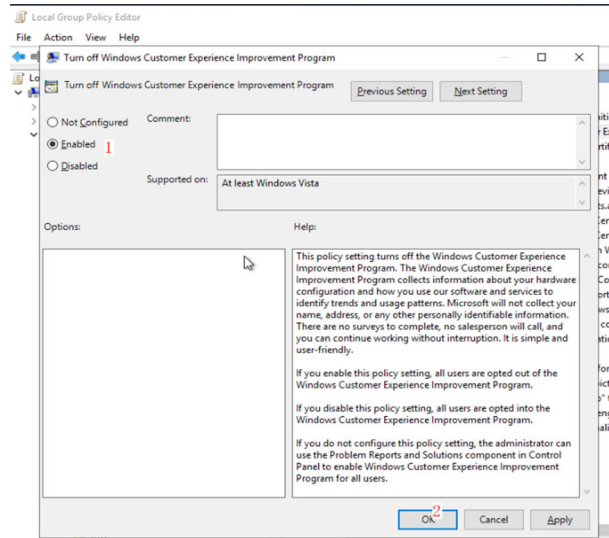 Local Group Policy Editor
File Action View Help
Turn off Windows Customer Experience Improvement Program
Turn off Windows Customer Experience Improvement Program
Previous Setting
Next Setting
Not Configured
Enabled
1
Disabled
Comment:
Supported on:
At least Windows Vista
Options:
Help:
This policy setting turns off the Windows Customer Experience
Improvement Program. The Windows Customer Experience
Improvement Program collects information about your hardware
configuration and how you use our software and services to
identify trends and usage patterns. Microsoft will not collect your
name, address, or any other personally identifiable information.
There are no surveys to complete, no salesperson will call, and
you can continue working without interruption. It is simple and
user-friendly.
If you enable this policy setting, all users are opted out of the
Windows Customer Experience Improvement Program.
If you disable this policy setting, all users are opted into the
Windows Customer Experience Improvement Program.
If you do not configure this policy setting, the administrator can
use the Problem Reports and Solutions component in Control
Panel to enable Windows Customer Experience Improvement
Program for all users.
2
OK
Cancel
Apply